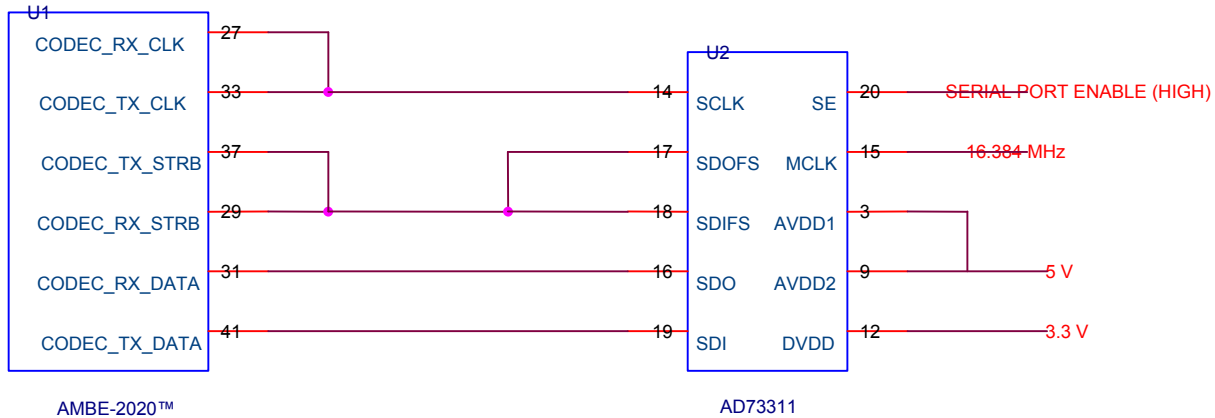 U1
CODEC_RX_CLK 27
CODEC_TX_CLK 33
CODEC_TX_STRB 37
CODEC_RX_STRB 29
CODEC_RX_DATA 31
CODEC_TX_DATA 41
AMBE-2020™
U2
14 SCLK SE 20 SERIAL PORT ENABLE (HIGH)
17 SDOFS MCLK 15 16.384 MHz
18 SDIFS AVDD1 3
16 SDO AVDD2 9 5 V
19 SDI DVDD 12 3.3 V
AD73311